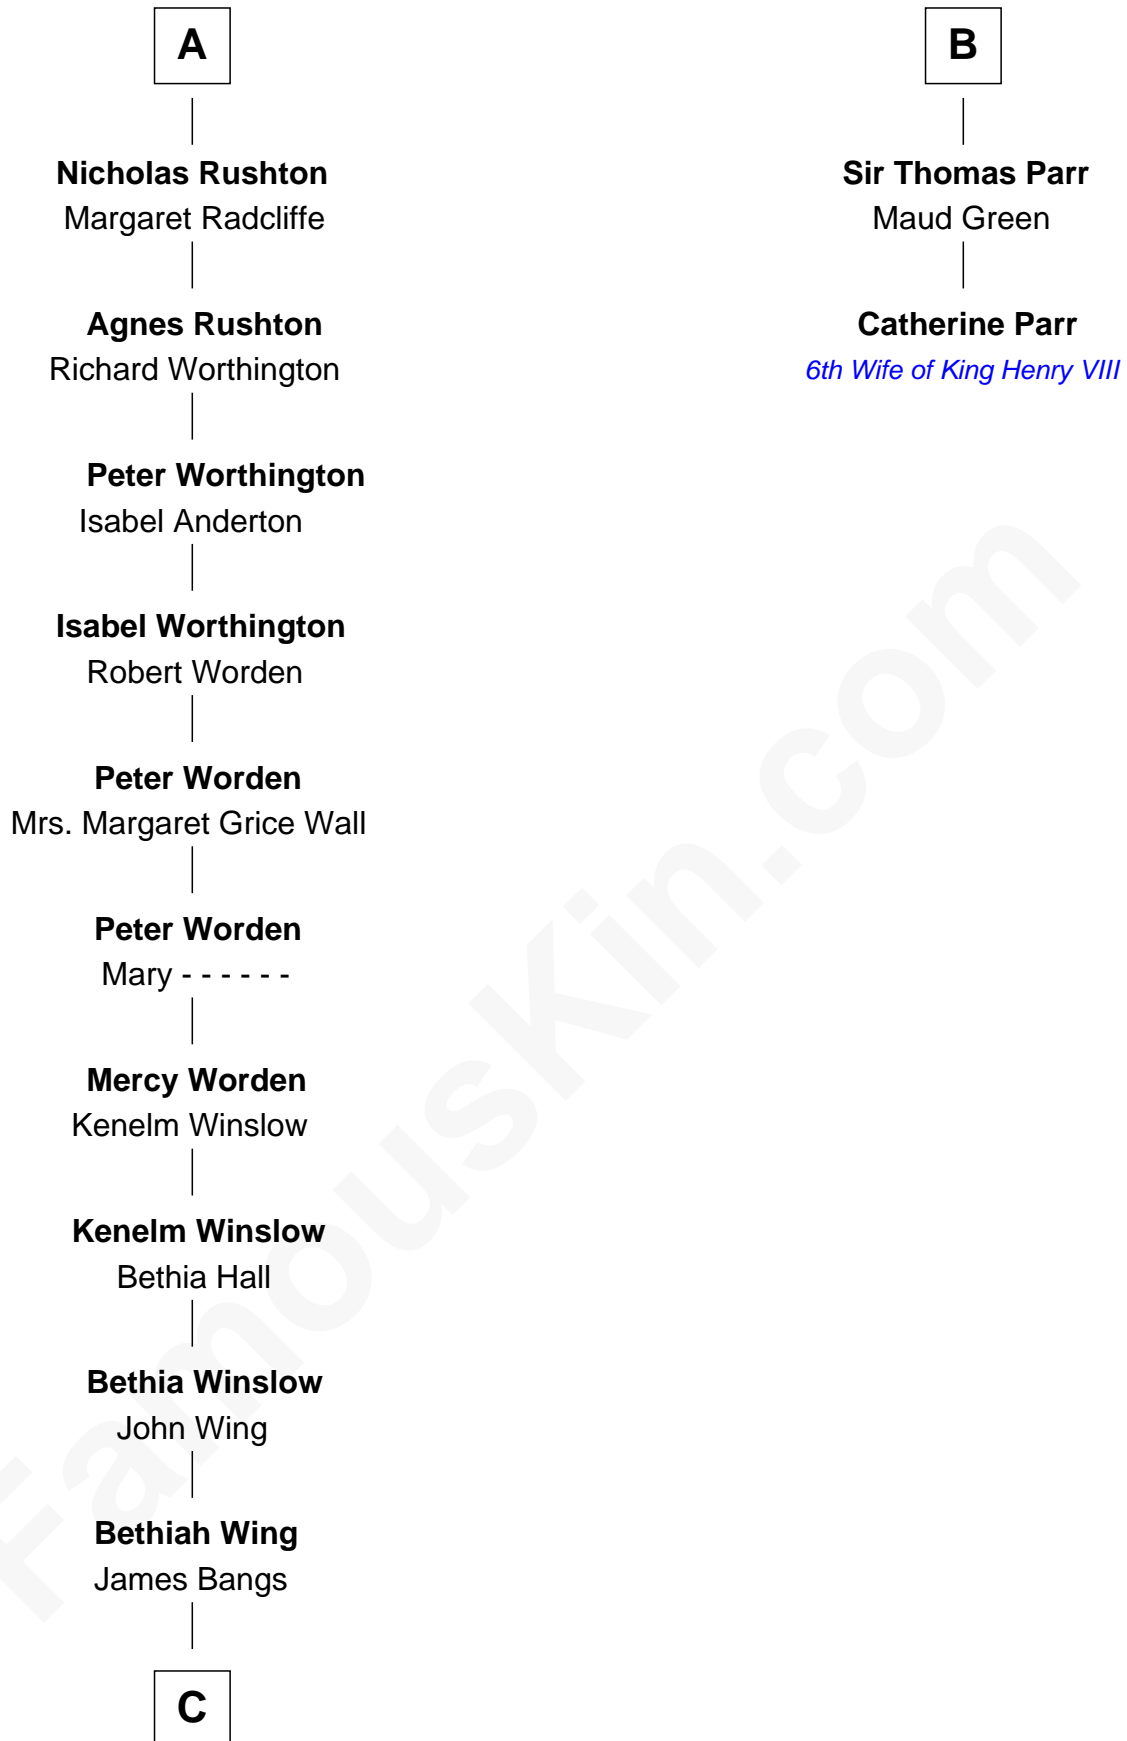 A
Nicholas Rushton
Margaret Radcliffe
Agnes Rushton
Richard Worthington
Peter Worthington
Isabel Anderton
Isabel Worthington
Robert Worden
Peter Worden
Mrs. Margaret Grice Wall
Peter Worden
Mary - - - - - -
Mercy Worden
Kenelm Winslow
Kenelm Winslow
Bethia Hall
Bethia Winslow
John Wing
Bethiah Wing
James Bangs
C
B
Sir Thomas Parr
Maud Green
Catherine Parr
6th Wife of King Henry VIII
FamousKin.com